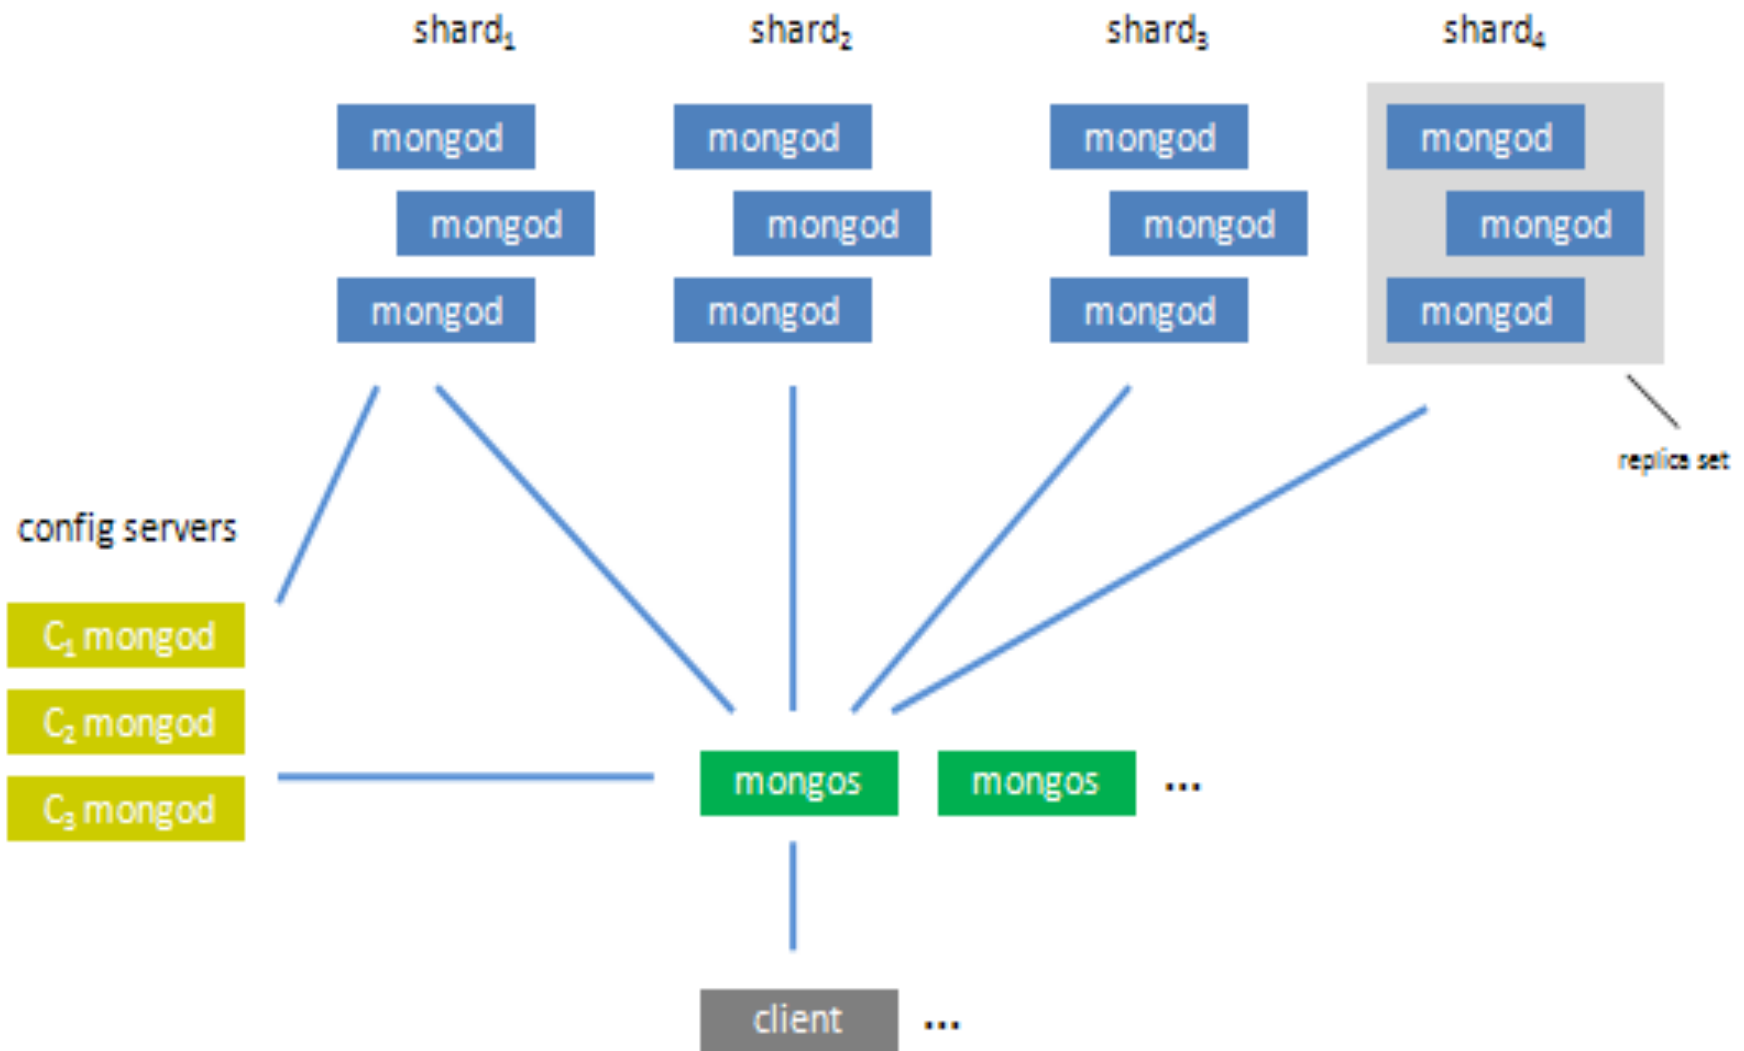 shard₁ shard₂ shard₃ shard₄
mongod mongod mongod mongod
mongod mongod mongod mongod
mongod mongod mongod mongod
replica set
config servers
C₁ mongod
C₂ mongod
C₃ mongod
mongos mongos ...
client ...